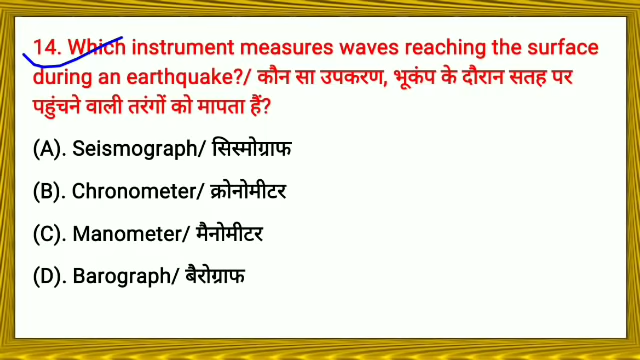 14. Which instrument measures waves reaching the surface
during an earthquake?/ कौन सा उपकरण, भूकंप के दौरान सतह पर
पहुंचने वाली तरंगों को मापता हैं?
(A). Seismograph/ सिस्मोग्राफ
(B). Chronometer/ क्रोनोमीटर
(C). Manometer/ मैनोमीटर
(D). Barograph/ बैरोग्राफ